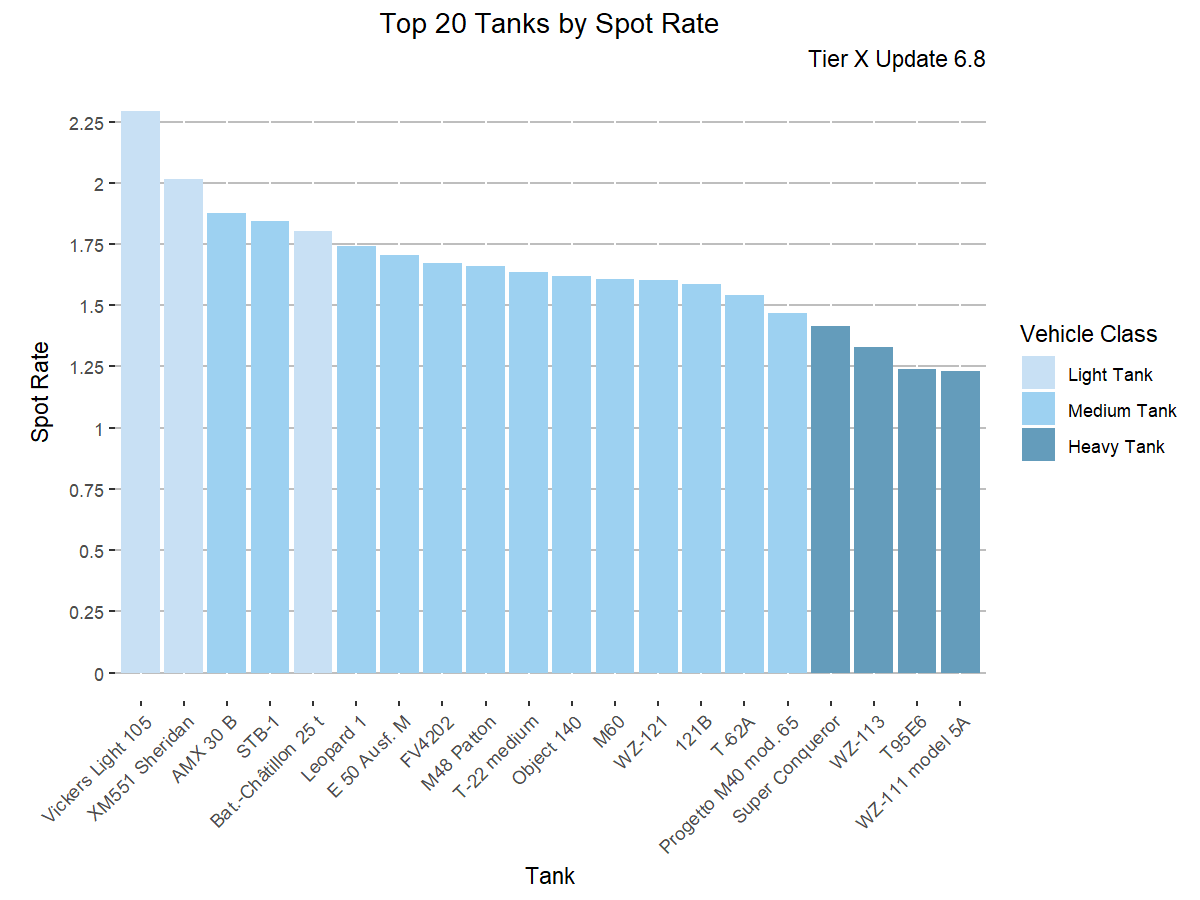 Top 20 Tanks by Spot Rate
Tier X Update 6.8
2.25
2
1.75
1.5
1.25
1
0.75
0.5
0.25
0
Spot Rate
Vickers Light 105
XM551 Sheridan
AMX 30 B
STB-1
Bat.-Châtillon 25 t
Leopard 1
E 50 Ausf. M
FV4202
M48 Patton
T-22 medium
Object 140
M60
WZ-121
121B
T-62A
Progetto M40 mod. 65
Super Conqueror
WZ-113
T95E6
WZ-111 model 5A
Tank
Vehicle Class
Light Tank
Medium Tank
Heavy Tank